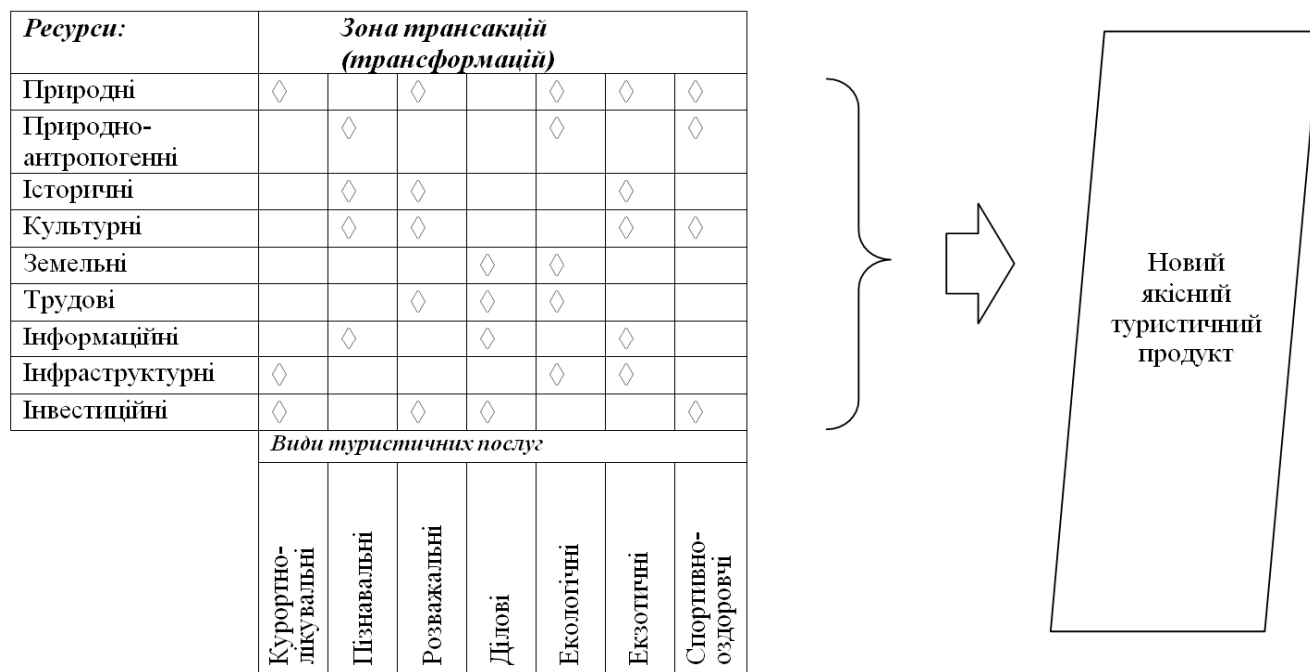 Ресурси:
Зона трансакцій
(трансформацій)
Природні ◊ ◊ ◊ ◊ ◊
Природно-
антропогенні ◊ ◊ ◊
Історичні ◊ ◊ ◊
Культурні ◊ ◊ ◊ ◊
Земельні ◊ ◊
Трудові ◊ ◊ ◊
Інформаційні ◊ ◊ ◊
Інфраструктурні ◊ ◊ ◊
Інвестиційні ◊ ◊ ◊ ◊
Види туристичних послуг
Курортно-
лікувальні
Пізнавальні
Розважальні
Ділові
Екологічні
Екзотичні
Спортивно-
оздоровчі
Новий
якісний
туристичний
продукт